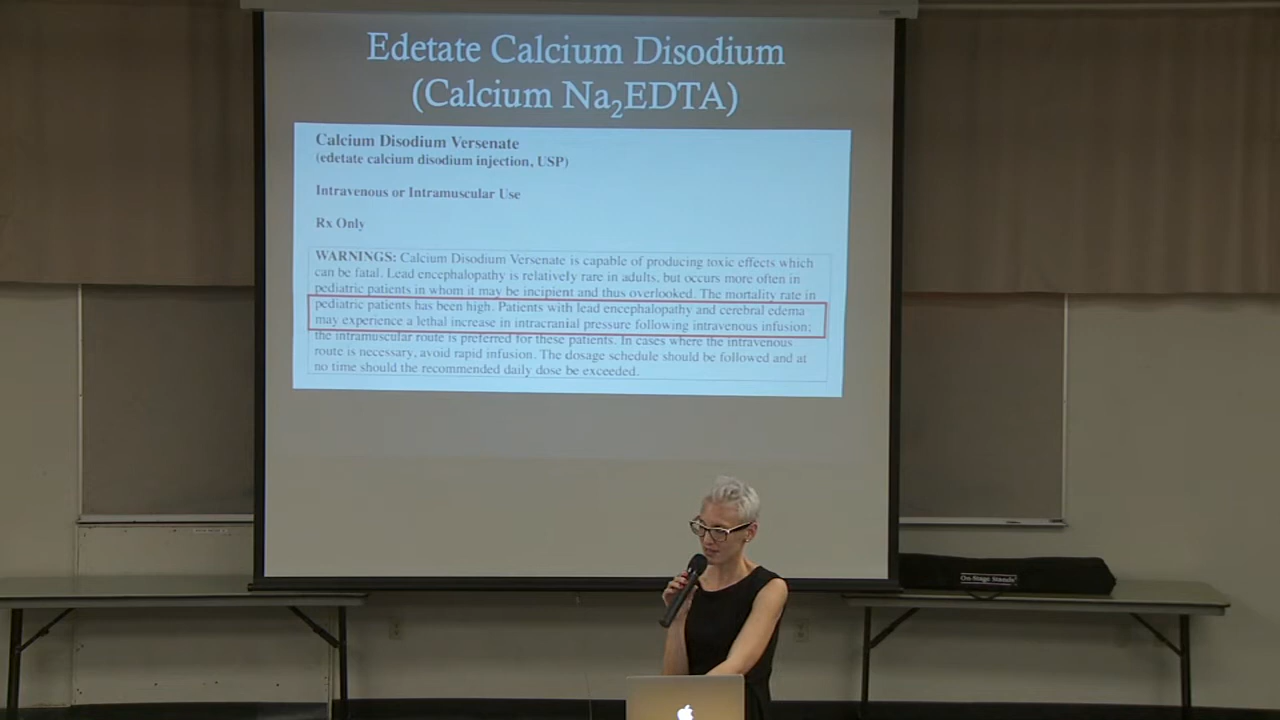 Edetate Calcium Disodium
(Calcium Na₂EDTA)
Calcium Disodium Versenate
(edetate calcium disodium injection, USP)
Intravenous or Intramuscular Use
Rx Only
WARNINGS: Calcium Disodium Versenate is capable of producing toxic effects which
can be fatal. Lead encephalopathy is relatively rare in adults, but occurs more often in
pediatric patients in whom it may be incipient and thus overlooked. The mortality rate in
pediatric patients has been high. Patients with lead encephalopathy and cerebral edema
may experience a lethal increase in intracranial pressure following intravenous infusion;
the intramuscular route is preferred for these patients. In cases where the intravenous
route is necessary, avoid rapid infusion. The dosage schedule should be followed and at
no time should the recommended daily dose be exceeded.
On-Stage Stands